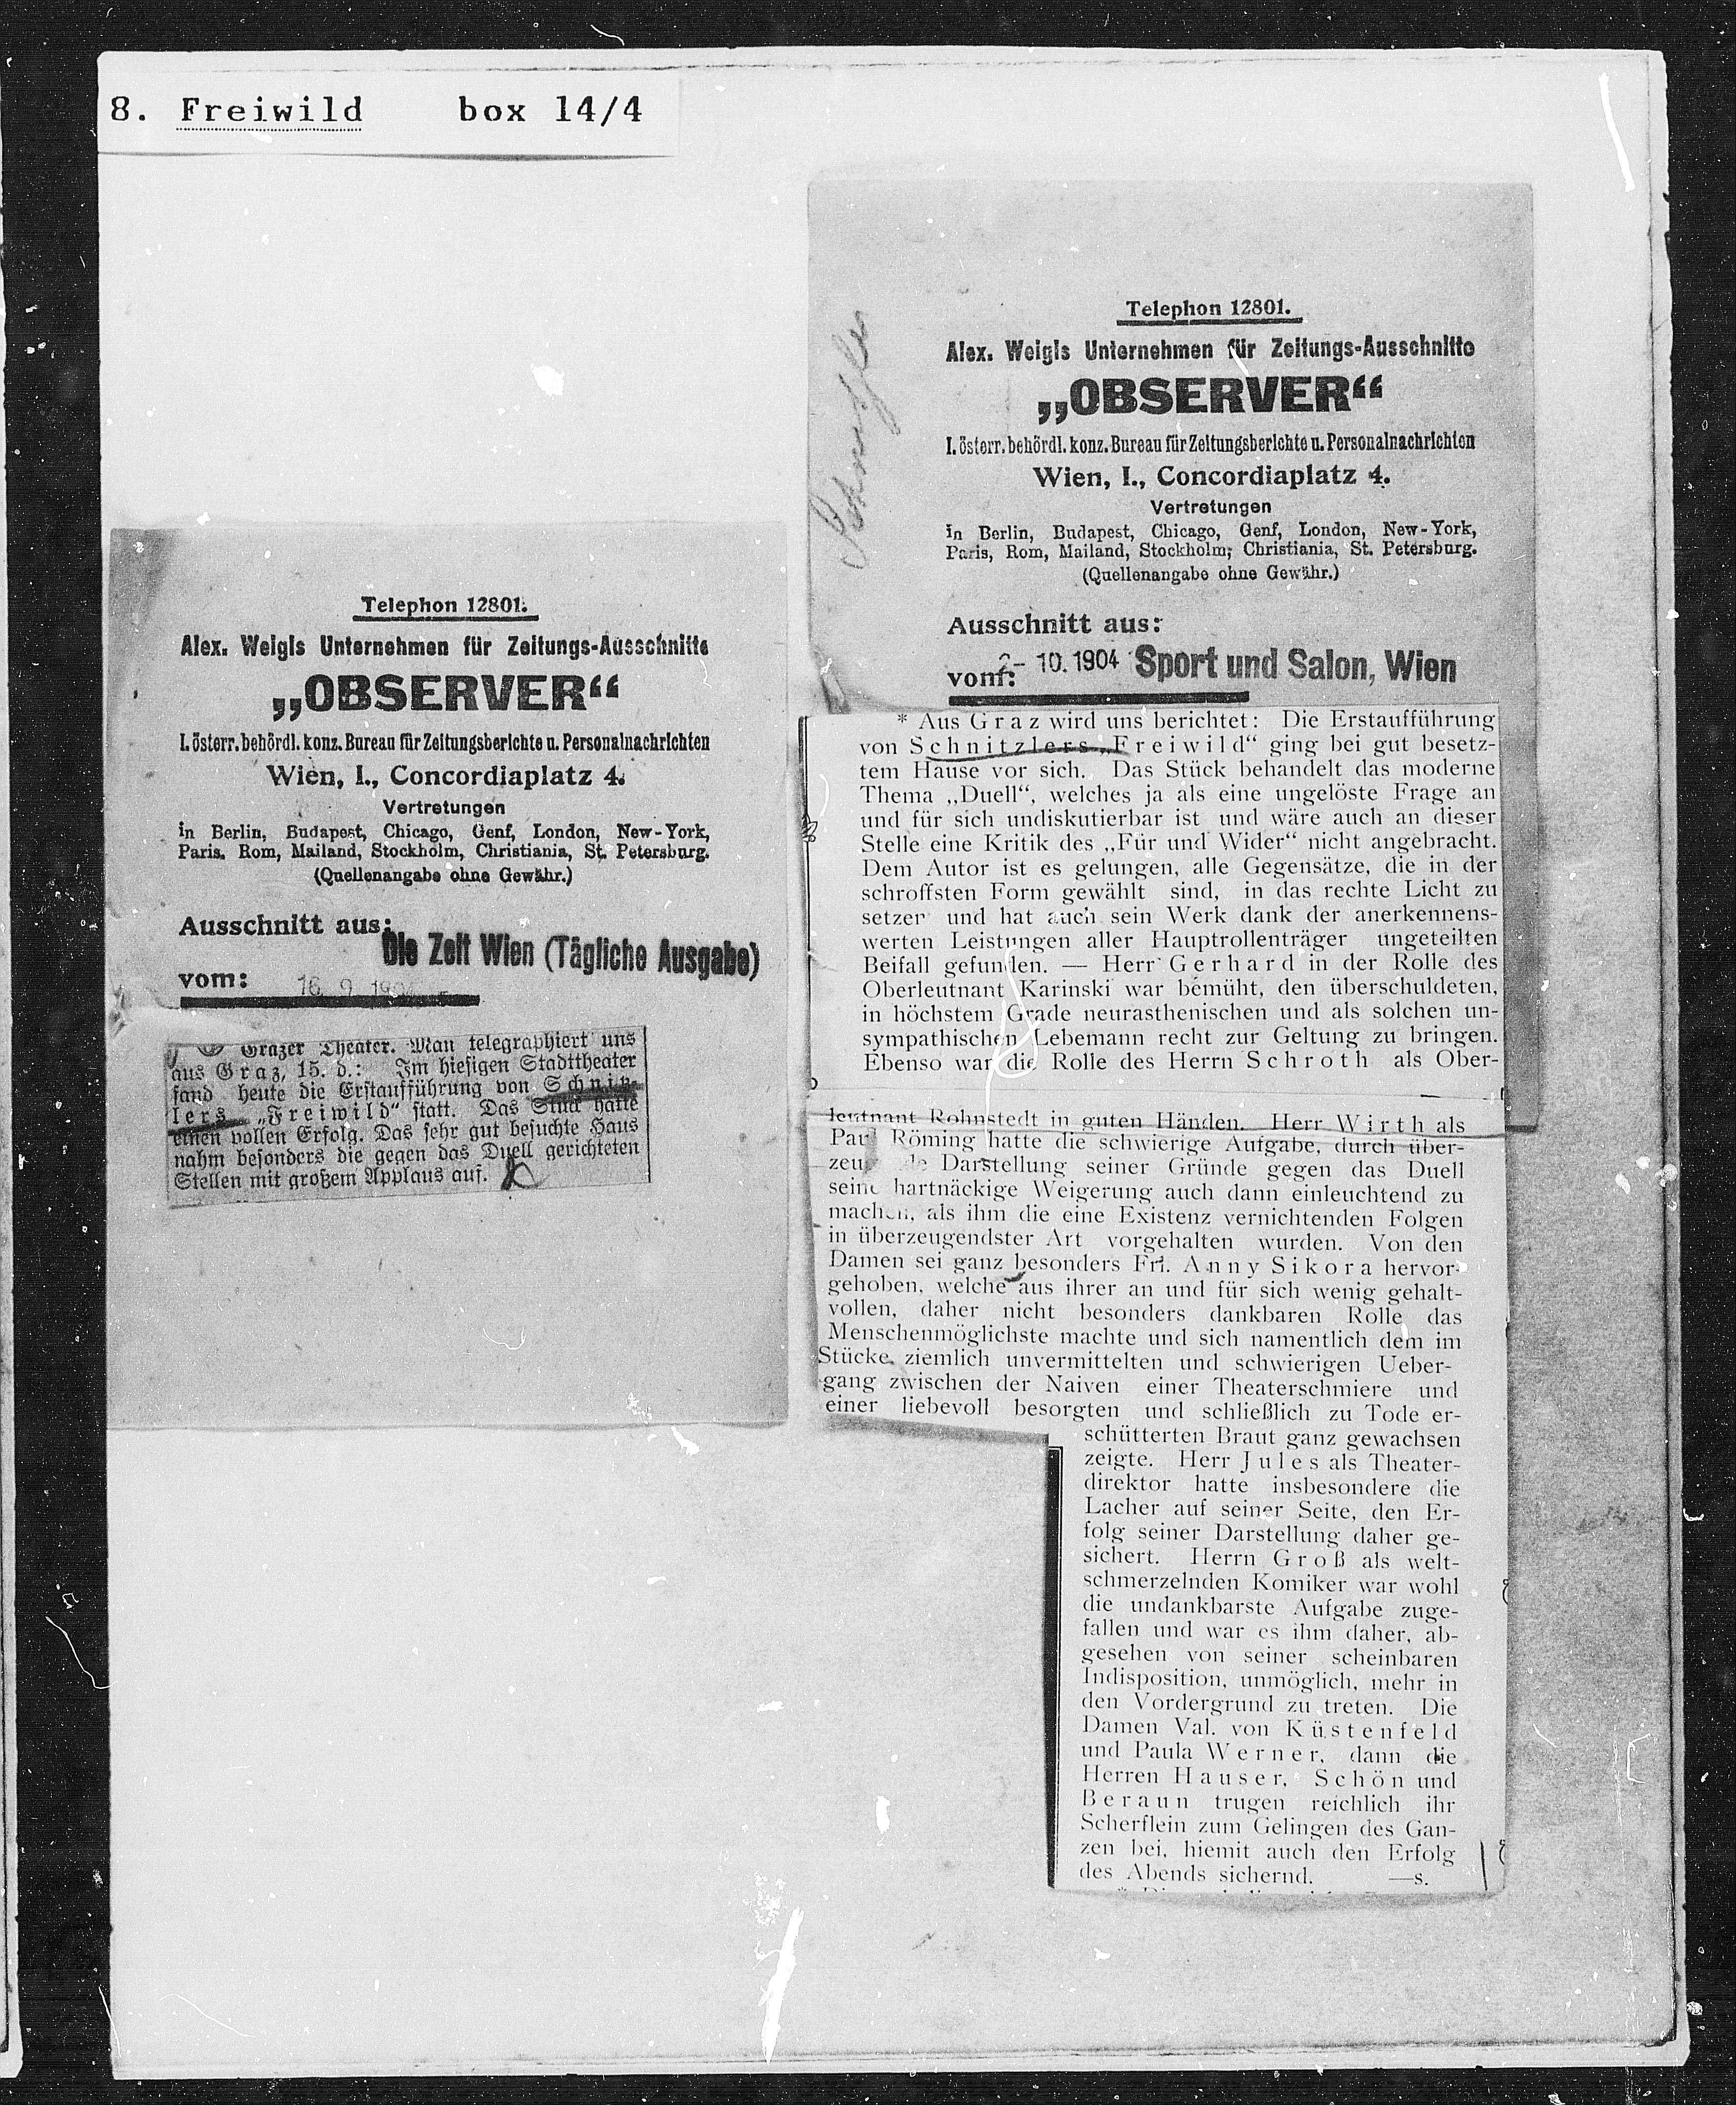 8. Freiwild box 14/4
Telephon 12801.
Alex. Weigls Unternehmen für Zeitungs-Ausschnitte
„OBSERVER“
I. österr. behördl. konz. Bureau für Zeitungsberichte u. Personalnachrichten
Wien, I., Concordiaplatz 4.
Vertretungen
in Berlin, Budapest, Chicago, Genf, London, New-York,
Paris, Rom, Mailand, Stockholm, Christiania, St. Petersburg.
(Quellenangabe ohne Gewähr.)
Ausschnitt aus:
Die Zeit Wien (Tägliche Ausgabe)
vom: 16. 9. 1904
Grazer Theater. Man telegraphiert uns
aus Graz, 15. d.: Im hiesigen Stadttheater
fand heute die Erstaufführung von Schnitz-
lers „Freiwild“ statt. Das Stück hatte
einen vollen Erfolg. Das sehr gut besuchte Haus
nahm besonders die gegen das Duell gerichteten
Stellen mit großem Applaus auf.
Schnitzler
Telephon 12801.
Alex. Weigls Unternehmen für Zeitungs-Ausschnitte
„OBSERVER“
I. österr. behördl. konz. Bureau für Zeitungsberichte u. Personalnachrichten
Wien, I., Concordiaplatz 4.
Vertretungen
in Berlin, Budapest, Chicago, Genf, London, New-York,
Paris, Rom, Mailand, Stockholm, Christiania, St. Petersburg.
(Quellenangabe ohne Gewähr.)
Ausschnitt aus:
vom: 2- 10. 1904 Sport und Salon, Wien
* Aus Graz wird uns berichtet: Die Erstaufführung
von Schnitzlers „Freiwild“ ging bei gut besetz-
tem Hause vor sich. Das Stück behandelt das moderne
Thema „Duell“, welches ja als eine ungelöste Frage an
und für sich undiskutierbar ist und wäre auch an dieser
Stelle eine Kritik des „Für und Wider“ nicht angebracht.
Dem Autor ist es gelungen, alle Gegensätze, die in der
schroffsten Form gewählt sind, in das rechte Licht zu
setzen und hat auch sein Werk dank der anerkennens-
werten Leistungen aller Hauptrollenträger ungeteilten
Beifall gefunden. — Herr Gerhard in der Rolle des
Oberleutnant Karinski war bemüht, den überschuldeten,
in höchstem Grade neurasthenischen und als solchen un-
sympathischen Lebemann recht zur Geltung zu bringen.
Ebenso war die Rolle des Herrn Schroth als Ober-
leutnant Rohnstedt in guten Händen. Herr Wirth als
Paul Röming hatte die schwierige Aufgabe, durch über-
zeugende Darstellung seiner Gründe gegen das Duell
seine hartnäckige Weigerung auch dann einleuchtend zu
machen, als ihm die eine Existenz vernichtenden Folgen
in überzeugendster Art vorgehalten wurden. Von den
Damen sei ganz besonders Frl. Anny Sikora hervor-
gehoben, welche aus ihrer an und für sich wenig gehalt-
vollen, daher nicht besonders dankbaren Rolle das
Menschenmöglichste machte und sich namentlich dem im
Stücke ziemlich unvermittelten und schwierigen Ueber-
gang zwischen der Naiven einer Theaterschmiere und
einer liebevoll besorgten und schließlich zu Tode er-
schütterten Braut ganz gewachsen
zeigte. Herr Jules als Theater-
direktor hatte insbesondere die
Lacher auf seiner Seite, den Er-
folg seiner Darstellung daher ge-
sichert. Herrn Groß als welt-
schmerzelnden Komiker war wohl
die undankbarste Aufgabe zuge-
fallen und war es ihm daher, ab-
gesehen von seiner scheinbaren
Indisposition, unmöglich, mehr in
den Vordergrund zu treten. Die
Damen Val. von Küstenfeld
und Paula Werner, dann die
Herren Hauser, Schön und
Beraun trugen reichlich ihr
Scherflein zum Gelingen des Gan-
zen bei, hiemit auch den Erfolg
des Abends sichernd. —s.